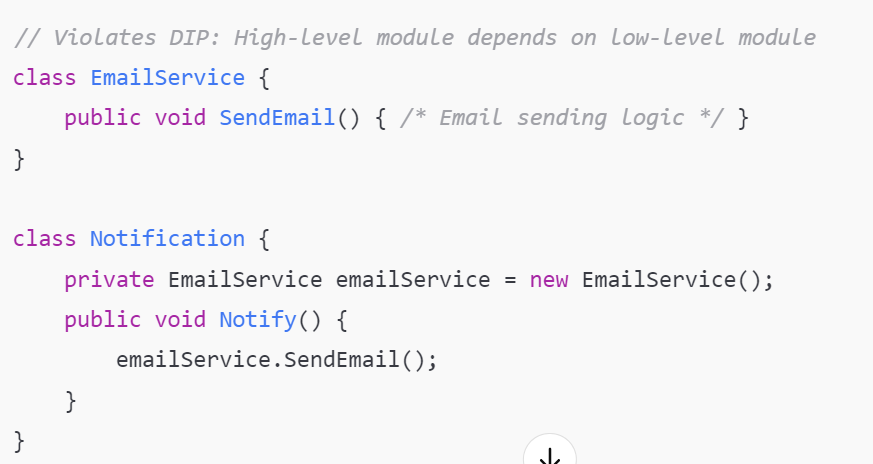 // Violates DIP: High-level module depends on low-level module
class EmailService {
    public void SendEmail() { /* Email sending logic */ }
}

class Notification {
    private EmailService emailService = new EmailService();
    public void Notify() {
        emailService.SendEmail();
    }
}